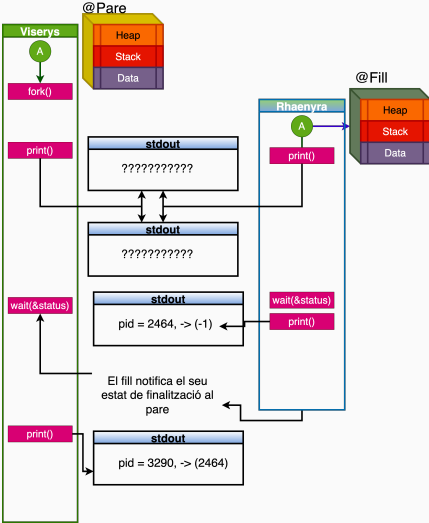 @Pare
Viserys
A
Heap
Stack
Data
fork()
@Fill
Rhaenyra
A
Heap
Stack
Data
print()
stdout
???????????
print()
stdout
???????????
wait(&status)
stdout
pid = 2464, -> (-1)
wait(&status)
print()
El fill notifica el seu
estat de finalització al
pare
print()
stdout
pid = 3290, -> (2464)